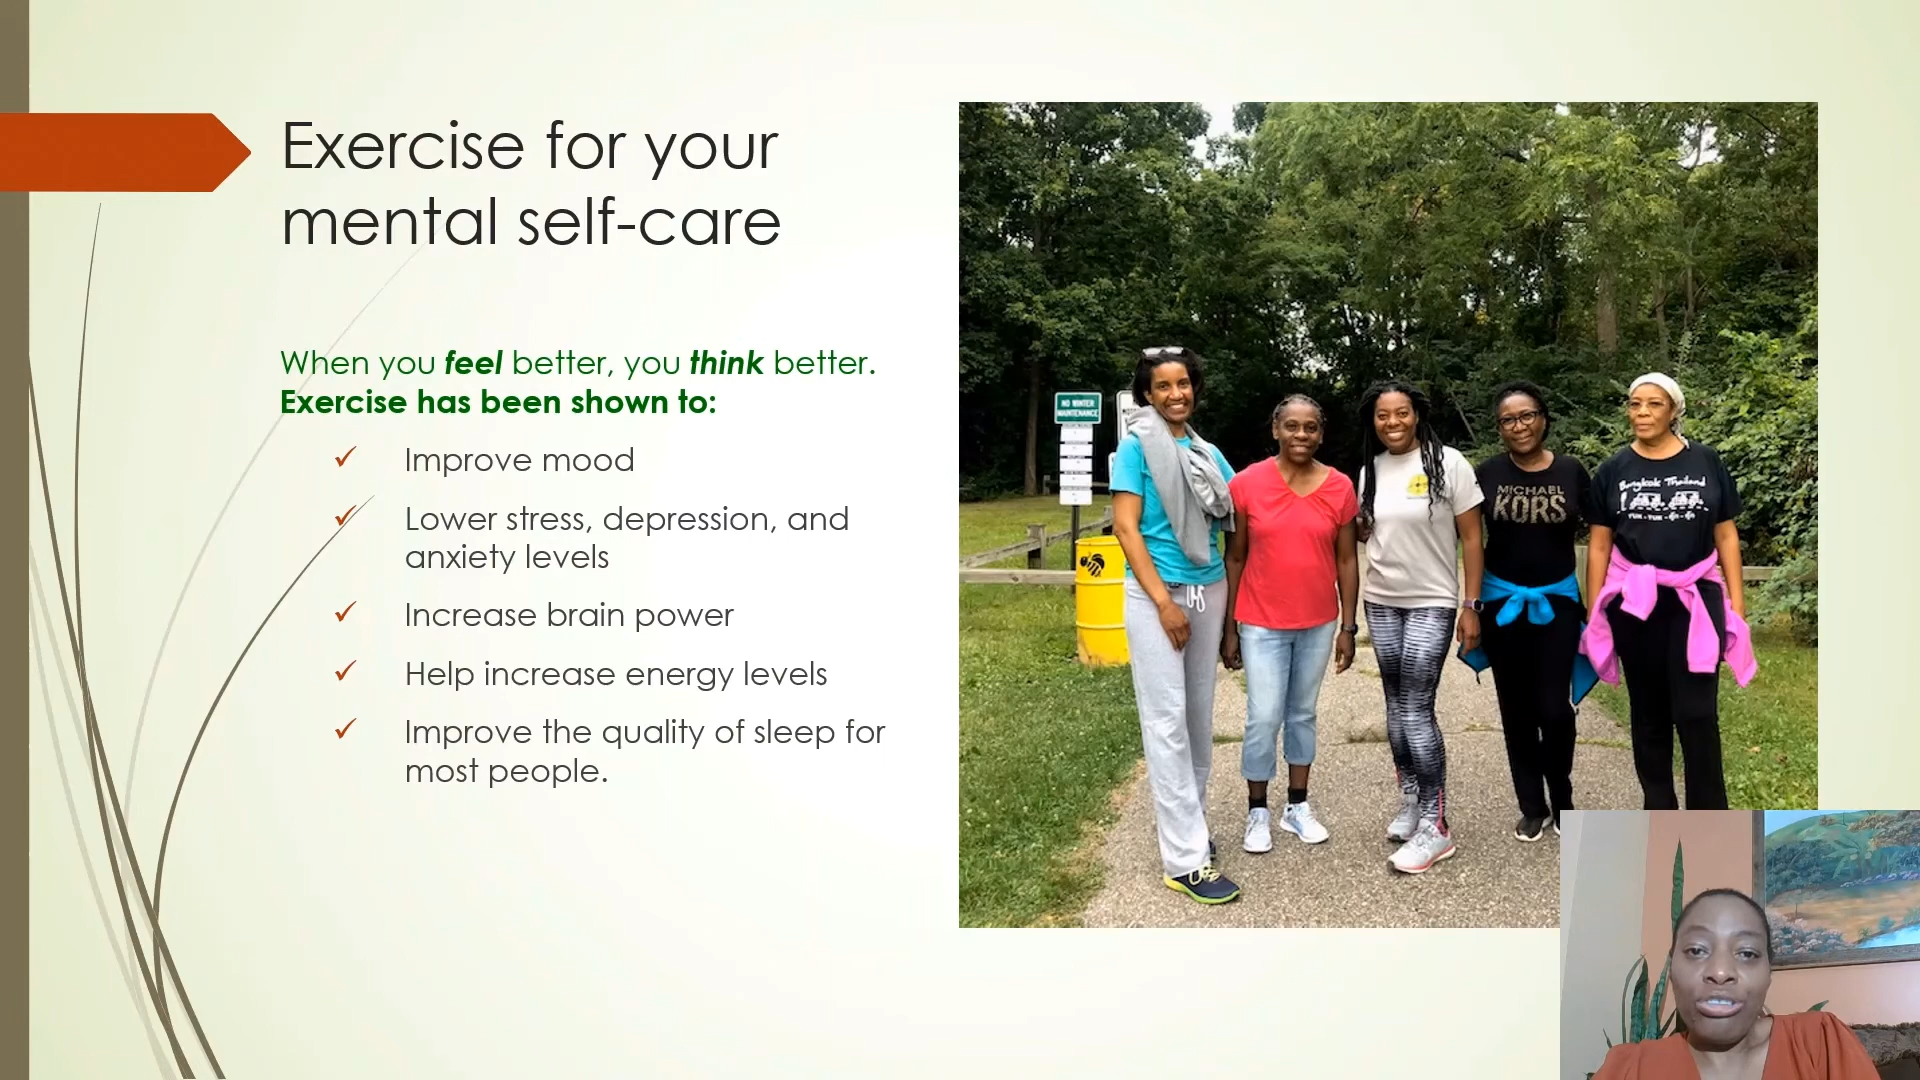 Exercise for your
mental self-care
When you feel better, you think better.
Exercise has been shown to:
Improve mood
Lower stress, depression, and
anxiety levels
Increase brain power
Help increase energy levels
Improve the quality of sleep for
most people.
NO WINTER
MAINTENANCE
MICHAEL
KORS
Bangkok Thailand